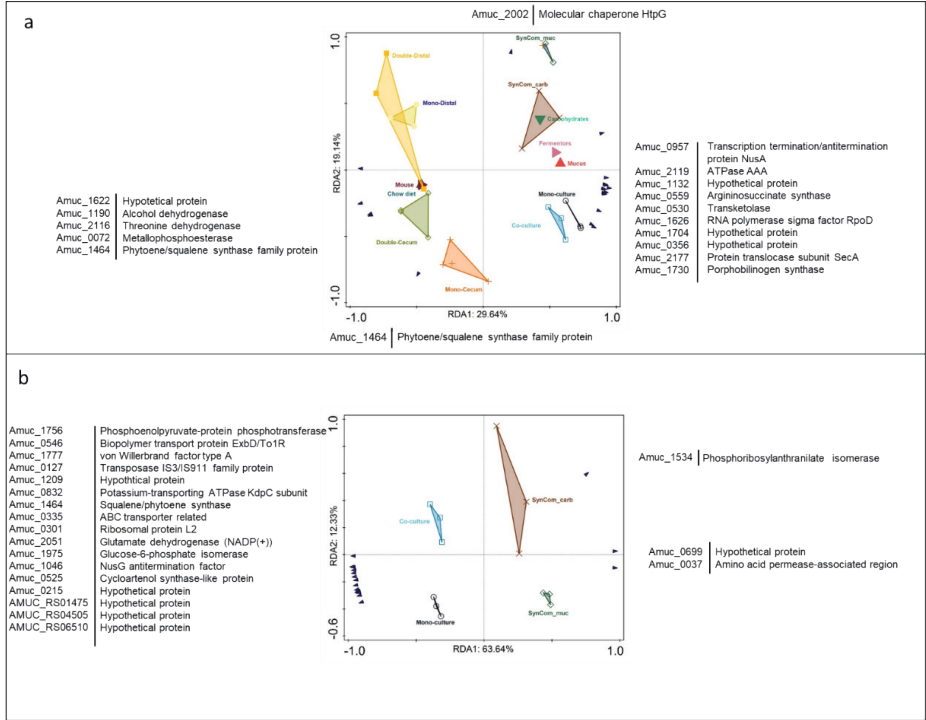 a
Amuc_2002 Molecular chaperone HtpG
1.0
SynCom_muc
Double-Distal
SynCom_carb
Mono-Distal
Carbohydrates
Fermentors
Mucus
RDA2: 19.14%
Mouse
Chow diet
Mono-culture
Co-culture
Double-Cecum
Mono-Cecum
-1.0
-1.0
RDA1: 29.64%
1.0
Amuc_1622 Hypotetical protein
Amuc_1190 Alcohol dehydrogenase
Amuc_2116 Threonine dehydrogenase
Amuc_0072 Metallophosphoesterase
Amuc_1464 Phytoene/squalene synthase family protein
Amuc_0957 Transcription termination/antitermination
protein NusA
Amuc_2119 ATPase AAA
Amuc_1132 Hypothetical protein
Amuc_0559 Argininosuccinate synthase
Amuc_0530 Transketolase
Amuc_1626 RNA polymerase sigma factor RpoD
Amuc_1704 Hypothetical protein
Amuc_0356 Hypothetical protein
Amuc_2177 Protein translocase subunit SecA
Amuc_1730 Porphobilinogen synthase
Amuc_1464 Phytoene/squalene synthase family protein
b
Amuc_1756 Phosphoenolpyruvate-protein phosphotransferase
Amuc_0546 Biopolymer transport protein ExbD/To1R
Amuc_1777 von Willerbrand factor type A
Amuc_0127 Transposase IS3/IS911 family protein
Amuc_1209 Hypothtical protein
Amuc_0832 Potassium-transporting ATPase KdpC subunit
Amuc_1464 Squalene/phytoene synthase
Amuc_0335 ABC transporter related
Amuc_0301 Ribosomal protein L2
Amuc_2051 Glutamate dehydrogenase (NADP(+))
Amuc_1975 Glucose-6-phosphate isomerase
Amuc_1046 NusG antitermination factor
Amuc_0525 Cycloartenol synthase-like protein
Amuc_0215 Hypothetical protein
AMUC_RS01475 Hypothetical protein
AMUC_RS04505 Hypothetical protein
AMUC_RS06510 Hypothetical protein
1.0
SynCom_carb
Co-culture
RDA2: 12.33%
Mono-culture
SynCom_muc
-0.6
-1.0
RDA1: 63.64%
1.0
Amuc_1534 Phosphoribosylanthranilate isomerase
Amuc_0699 Hypothetical protein
Amuc_0037 Amino acid permease-associated region